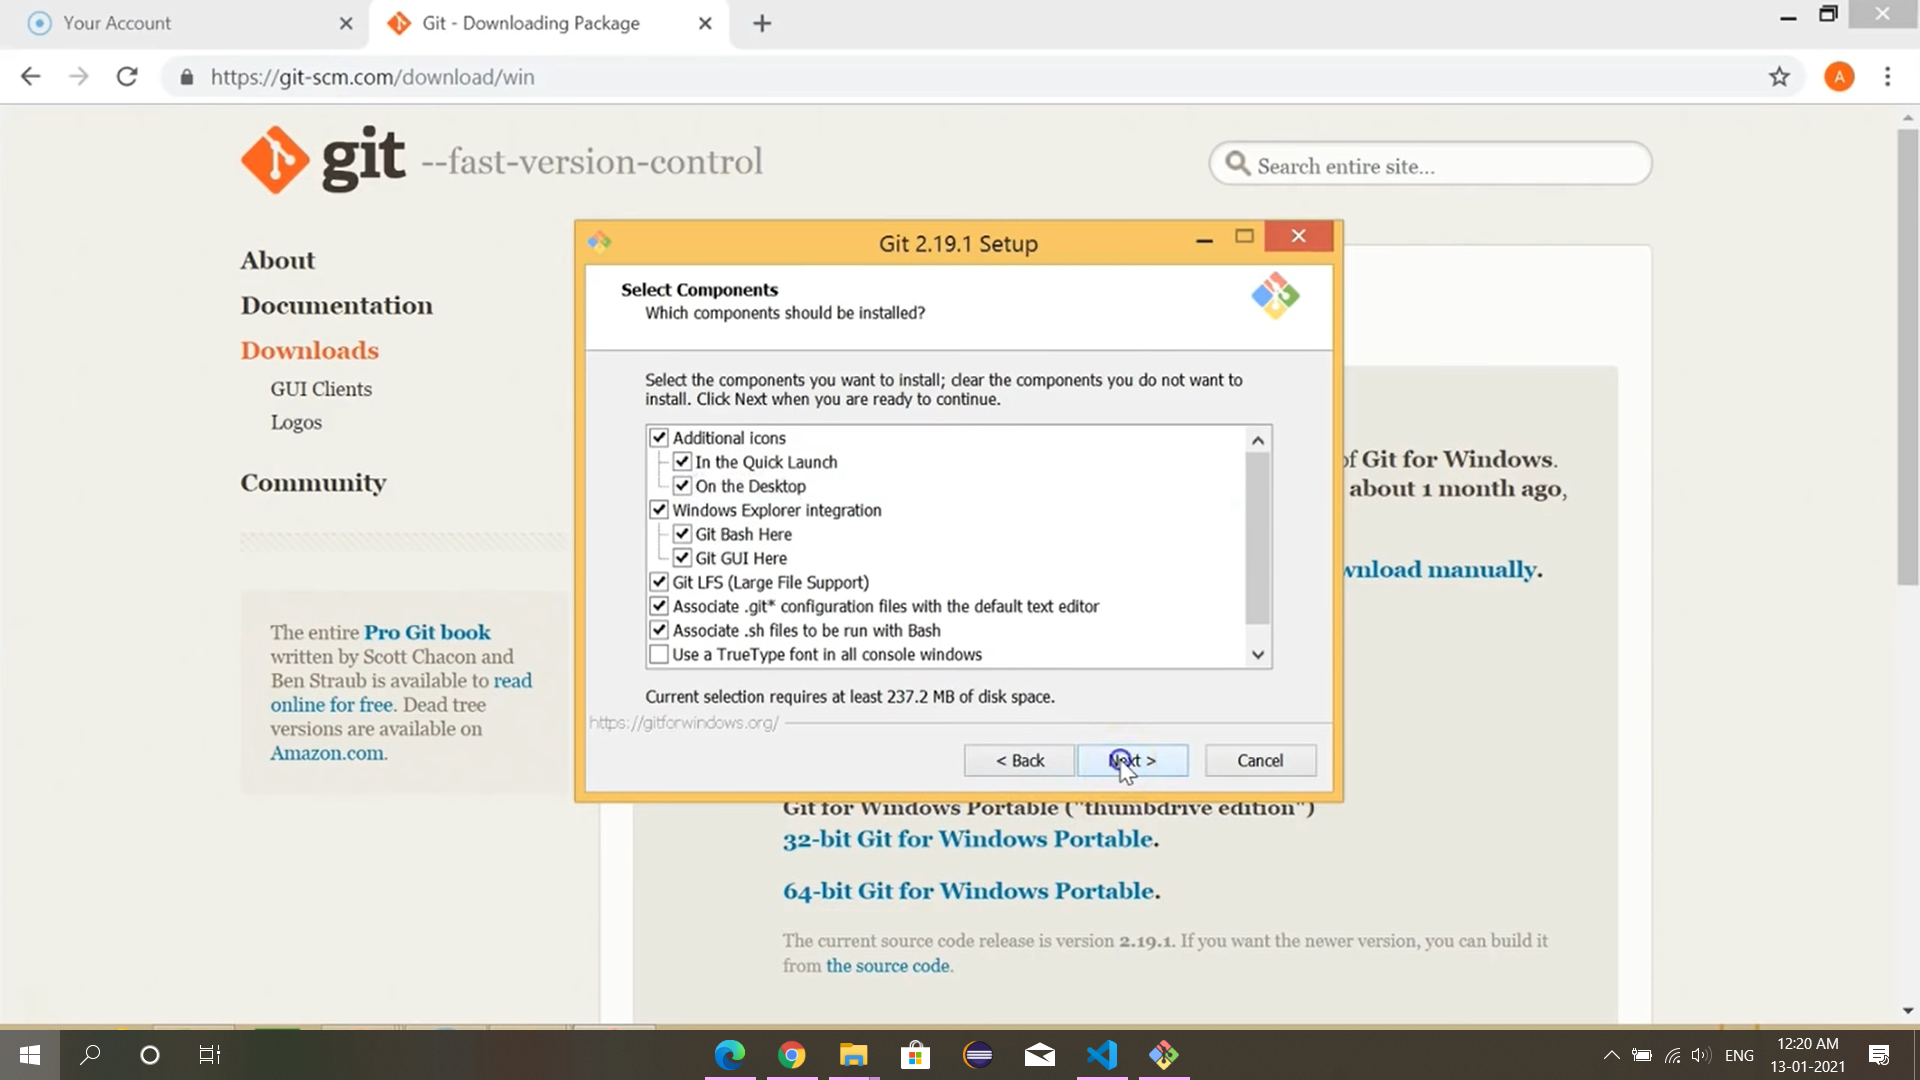 Your Account
Git - Downloading Package
https://git-scm.com/download/win
A
git --fast-version-control
Search entire site...
About
Documentation
Downloads
GUI Clients
Logos
Community
The entire Pro Git book
written by Scott Chacon and
Ben Straub is available to read
online for free. Dead tree
versions are available on
Amazon.com.
Git 2.19.1 Setup
Select Components
Which components should be installed?
Select the components you want to install; clear the components you do not want to
install. Click Next when you are ready to continue.
Additional icons
In the Quick Launch
On the Desktop
Windows Explorer integration
Git Bash Here
Git GUI Here
Git LFS (Large File Support)
Associate .git* configuration files with the default text editor
Associate .sh files to be run with Bash
Use a TrueType font in all console windows
Current selection requires at least 237.2 MB of disk space.
https://gitforwindows.org/
< Back
Next >
Cancel
of Git for Windows.
about 1 month ago,
wnload manually.
Git for Windows Portable ("thumbdrive edition")
32-bit Git for Windows Portable.
64-bit Git for Windows Portable.
The current source code release is version 2.19.1. If you want the newer version, you can build it
from the source code.
ENG
12:20 AM
13-01-2021